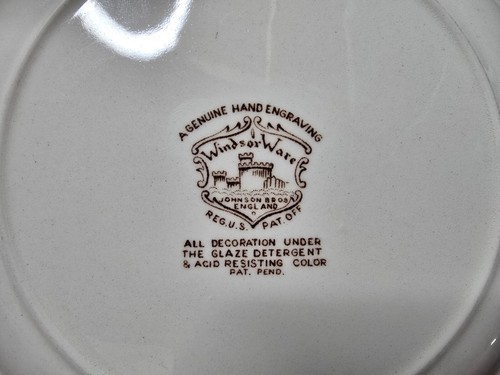 A GENUINE HAND ENGRAVING
Windsor Ware
JOHNSON BROS
ENGLAND
REG. U.S. PAT. OFF
ALL DECORATION UNDER
THE GLAZE DETERGENT
& ACID RESISTING COLOR
PAT. PEND.